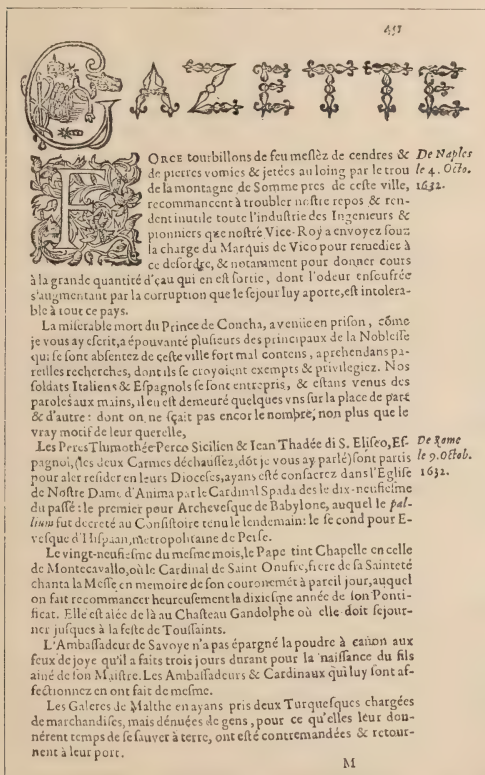 451
GAZETTE
FORCE tourbillons de feu meslèz de cendres &
de pierres vomies & jetées au loing par le trou
de la montagne de Somme pres de ceste ville,
recommancent à troubler nostre repos & ren-
dent inutile toute l'industrie des Ingenieurs &
pionniers que nostre Vice-Roy a envoyez souz
la charge du Marquis de Vico pour remedier à
ce desordre, & notamment pour donner cours
à la grande quantité d'eau qui en est sortie, dont l'odeur ensoufrée
s'augmentant par la corruption que le sejour luy aporte, est intolera-
ble à tout ce pays.
De Naples
le 4. Octo.
1632.
La miserable mort du Prince de Concha, avenuë en prison, cõme
je vous ay escrit, a épouvanté plusieurs des principaux de la Noblesse
qui se sont absentez de ceste ville fort mal contens, aprehendans pa-
reilles recherches, dont ils se croyoient exempts & privilegiez. Nos
soldats Italiens & Espagnols se sont entrepris, & estans venus des
paroles aux mains, il en est demeuré quelques vns sur la place de part
& d'autre : dont on ne sçait pas encor le nombre, non plus que le
vray motif de leur querelle,
Les Peres Thimothée Perco Sicilien & Iean Thadée di S. Eliseo, Es-
pagnol, (les deux Carmes déchaussez, dõt je vous ay parlé) sont partis
pour aler resider en leurs Dioceses, ayans esté consacrez dans l'Eglise
de Nostre Dame d'Anima par le Cardinal Spada des le dix-neufiesme
du passé : le premier pour Archevesque de Babylone, auquel le pal-
lium fut decreté au Consistoire tenu le lendemain : le second pour E-
vesque d'Hispaan, metropolitaine de Perse.
De Rome
le 9. Octob.
1632.
Le vingt-neufiesme du mesme mois, le Pape tint Chapelle en celle
de Montecavallo, où le Cardinal de Saint Onufre, frere de sa Sainteté
chanta la Messe en memoire de son couronemẽt à pareil jour, auquel
on fait recommancer heureusement la dixiesme année de son Ponti-
ficat. Elle est alée de là au Chasteau Gandolphe où elle doit sejour-
ner jusques à la feste de Toussaints.
L'Ambassadeur de Savoye n'a pas épargné la poudre à canon aux
feux de joye qu'il a faits trois jours durant pour la naissance du fils
ainé de son Maistre. Les Ambassadeurs & Cardinaux qui luy sont af-
fectionnez en ont fait de mesme.
Les Galeres de Malthe en ayans pris deux Turquesques chargées
de marchandises, mais dénuées de gens, pour ce qu'elles leur don-
nérent temps de se sauver à terre, ont esté contremandées & retour-
nent à leur port.
M